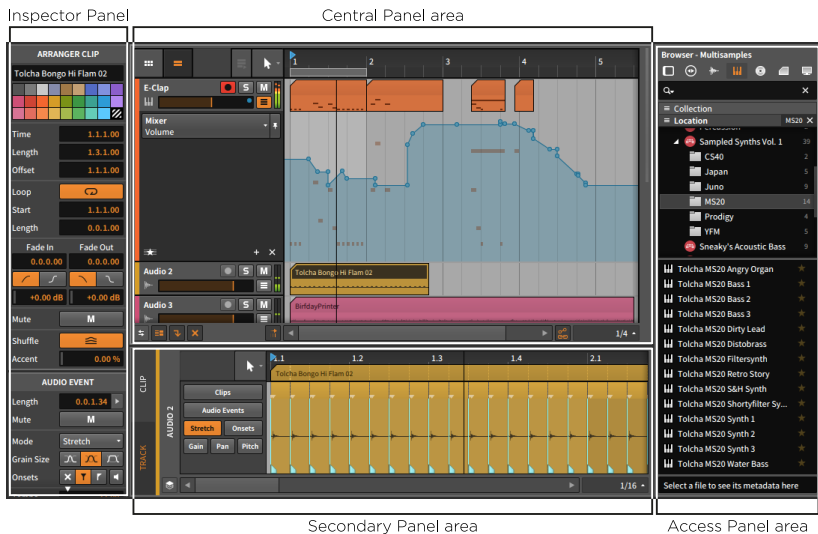 Inspector Panel
Central Panel area
ARRANGER CLIP
Tolcha Bongo Hi Flam 02
Time 1.1.1.00
Length 1.3.1.00
Offset 1.1.1.00
Loop
Start 1.1.1.00
Length 0.0.1.00
Fade In Fade Out
0.0.0.00 0.0.0.00
+0.00 dB +0.00 dB
Mute M
Shuffle
Accent 0.00 %
AUDIO EVENT
Length 0.0.1.34
Mute M
Mode Stretch
Grain Size
Onsets
1 2 3 4 5
E-Clap S M
Mixer
Volume
Audio 2 S M
Tolcha Bongo Hi Flam 02
Audio 3 S M
BirfdayPrinter
1/4
CLIP
TRACK
AUDIO 2
Clips
Audio Events
Stretch Onsets
Gain Pan Pitch
1.1 1.2 1.3 1.4 2.1
Tolcha Bongo Hi Flam 02
1/16
Browser - Multisamples
Collection
Location MS20
Percussion
Sampled Synths Vol. 1 39
CS40 2
Japan 5
Juno 9
MS20 14
Prodigy 4
YFM 5
Sneaky's Acoustic Bass 9
Tolcha MS20 Angry Organ
Tolcha MS20 Bass 1
Tolcha MS20 Bass 2
Tolcha MS20 Bass 3
Tolcha MS20 Dirty Lead
Tolcha MS20 Distobrass
Tolcha MS20 Filtersynth
Tolcha MS20 Retro Story
Tolcha MS20 S&H Synth
Tolcha MS20 Shortyfilter Sy...
Tolcha MS20 Synth 1
Tolcha MS20 Synth 2
Tolcha MS20 Synth 3
Tolcha MS20 Water Bass
Select a file to see its metadata here
Secondary Panel area
Access Panel area